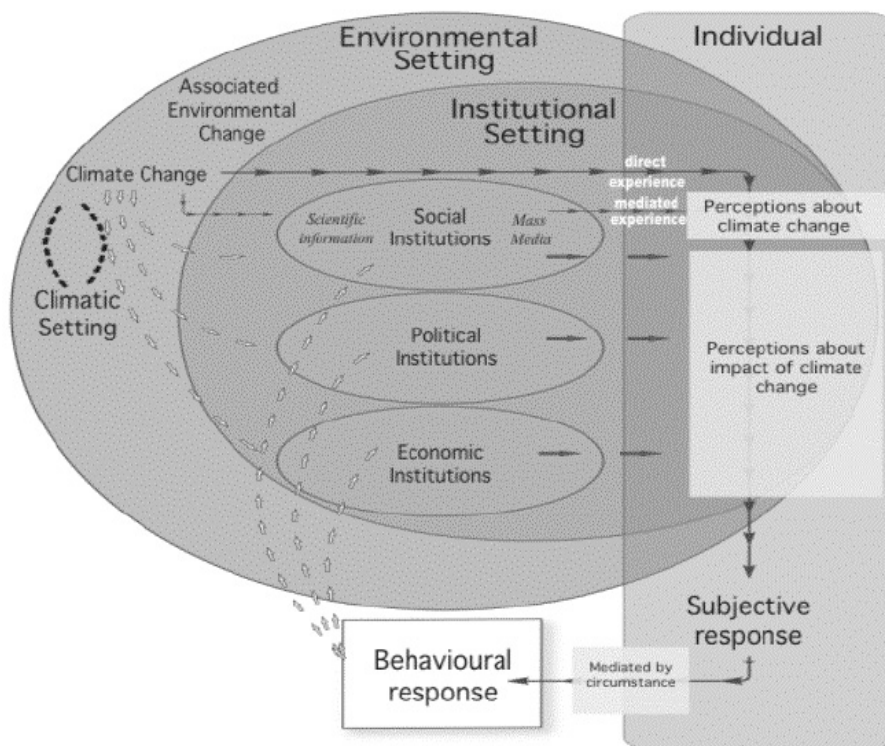 Environmental
Setting
Individual
Associated
Environmental
Change
Institutional
Setting
Climate Change
direct
experience
mediated
experience
Scientific
information
Social
Institutions
Mass
Media
Perceptions about
climate change
Climatic
Setting
Political
Institutions
Perceptions about
impact of climate
change
Economic
Institutions
Subjective
response
Behavioural
response
Mediated by
circumstance